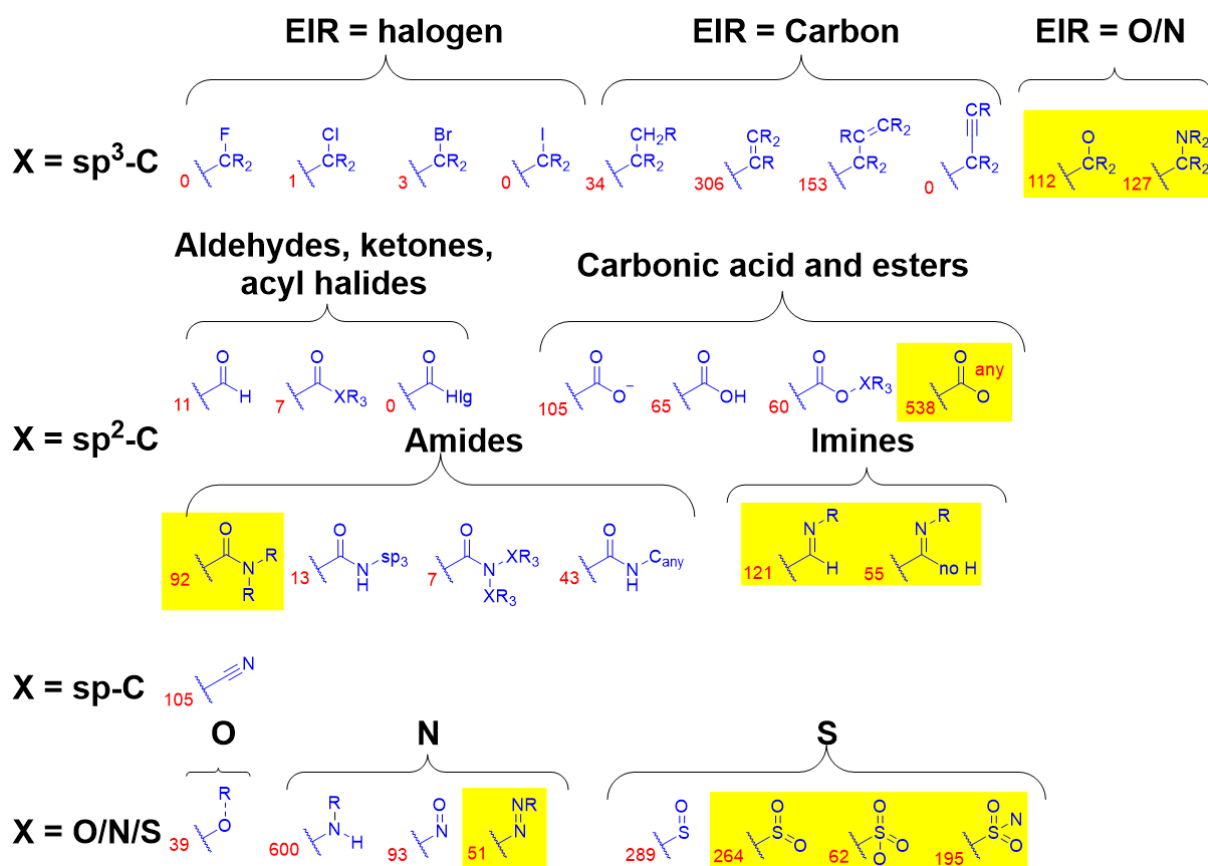 EIR = halogen EIR = Carbon EIR = O/N
X = sp³-C
F Cl Br I CH₂R CR₂ R CR₂ CR O NR₂
CR₂ CR₂ CR₂ CR₂ CR₂ CR CR₂ CR₂ CR₂ CR₂
0 1 3 0 34 306 153 0 112 127
Aldehydes, ketones,
acyl halides
Carbonic acid and esters
X = sp²-C
O O O O O O O any
H XR₃ Hlg O⁻ OH O XR₃ O
11 7 0 105 65 60 538
Amides Imines
O O O O N R N R
N R R N H sp₃ N XR₃ XR₃ N H Cany H no H
92 13 7 43 121 55
X = sp-C
N
105
O N S
X = O/N/S
R R O NR O O O O N
O N H N N S S O S O O S O
39 600 93 51 289 264 62 195